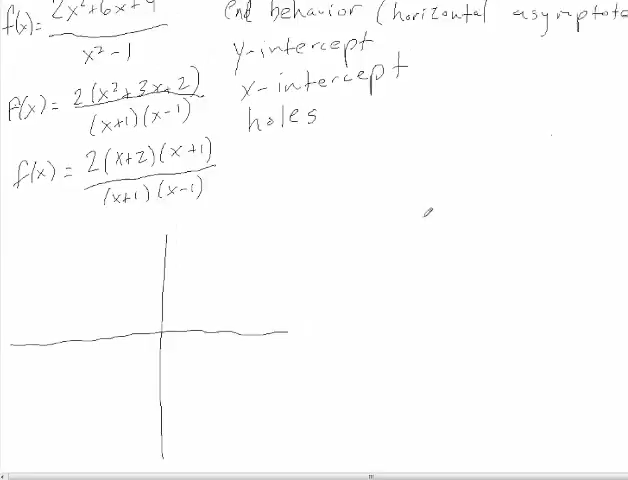 f(x) = 2x²+6x+4 / x²-1
end behavior (horizontal asymptote
y-intercept
f(x) = 2(x²+3x+2) / (x+1)(x-1)
x-intercept
holes
f(x) = 2(x+2)(x+1) / (x+1)(x-1)